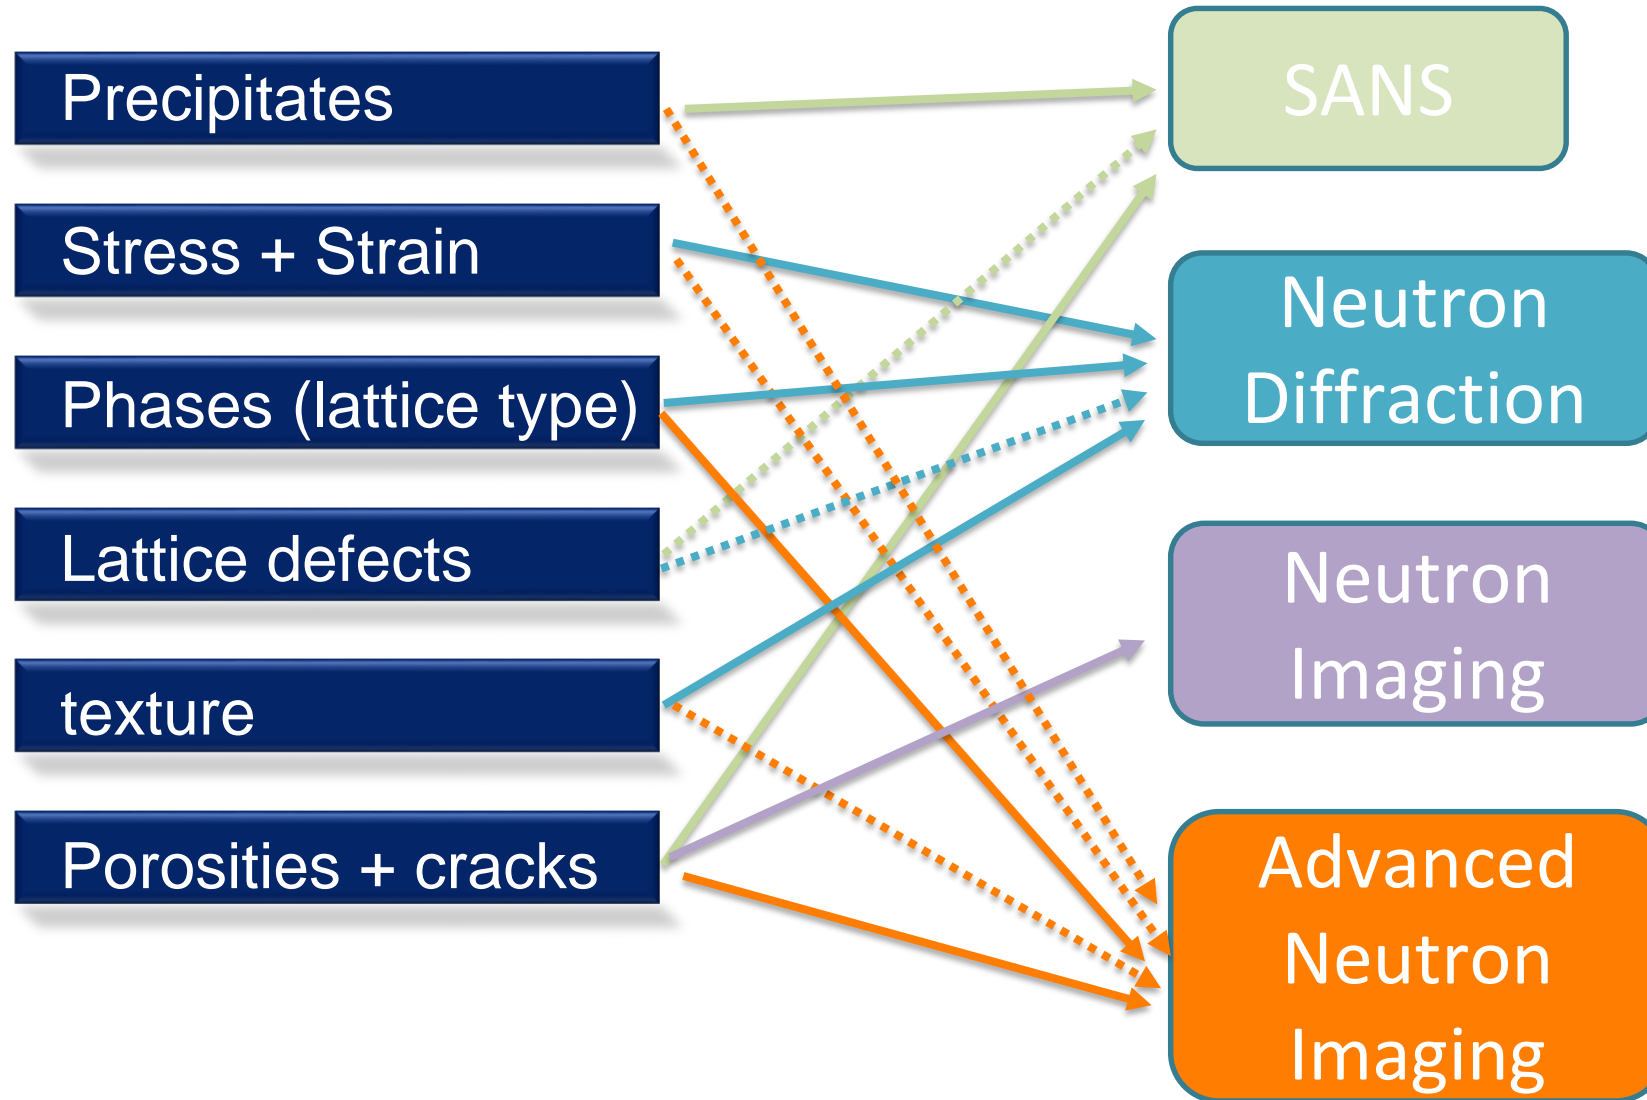 Precipitates
Stress + Strain
Phases (lattice type)
Lattice defects
texture
Porosities + cracks
SANS
Neutron
Diffraction
Neutron
Imaging
Advanced
Neutron
Imaging